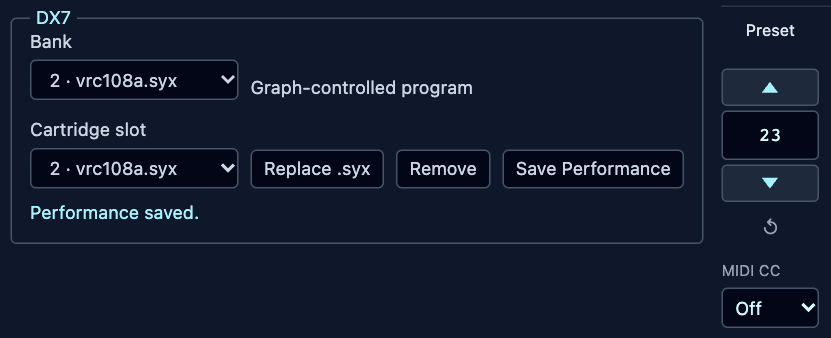 DX7
Bank
2 · vrc108a.syx
Graph-controlled program
Cartridge slot
2 · vrc108a.syx
Replace .syx
Remove
Save Performance
Performance saved.
Preset
23
MIDI CC
Off